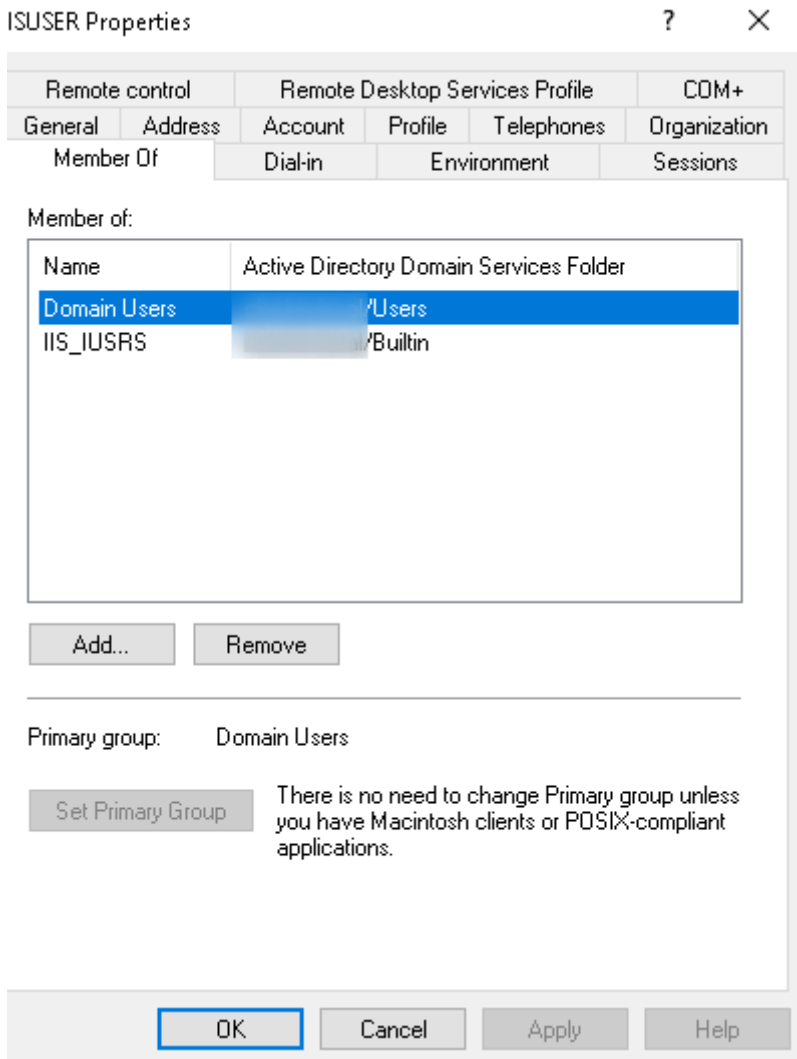 ISUSER Properties ? ×
Remote control Remote Desktop Services Profile COM+
General Address Account Profile Telephones Organization
Member Of Dial-in Environment Sessions
Member of:
Name Active Directory Domain Services Folder
Domain Users /Users
IIS_IUSRS /Builtin
Add... Remove
Primary group: Domain Users
Set Primary Group
There is no need to change Primary group unless
you have Macintosh clients or POSIX-compliant
applications.
OK Cancel Apply Help